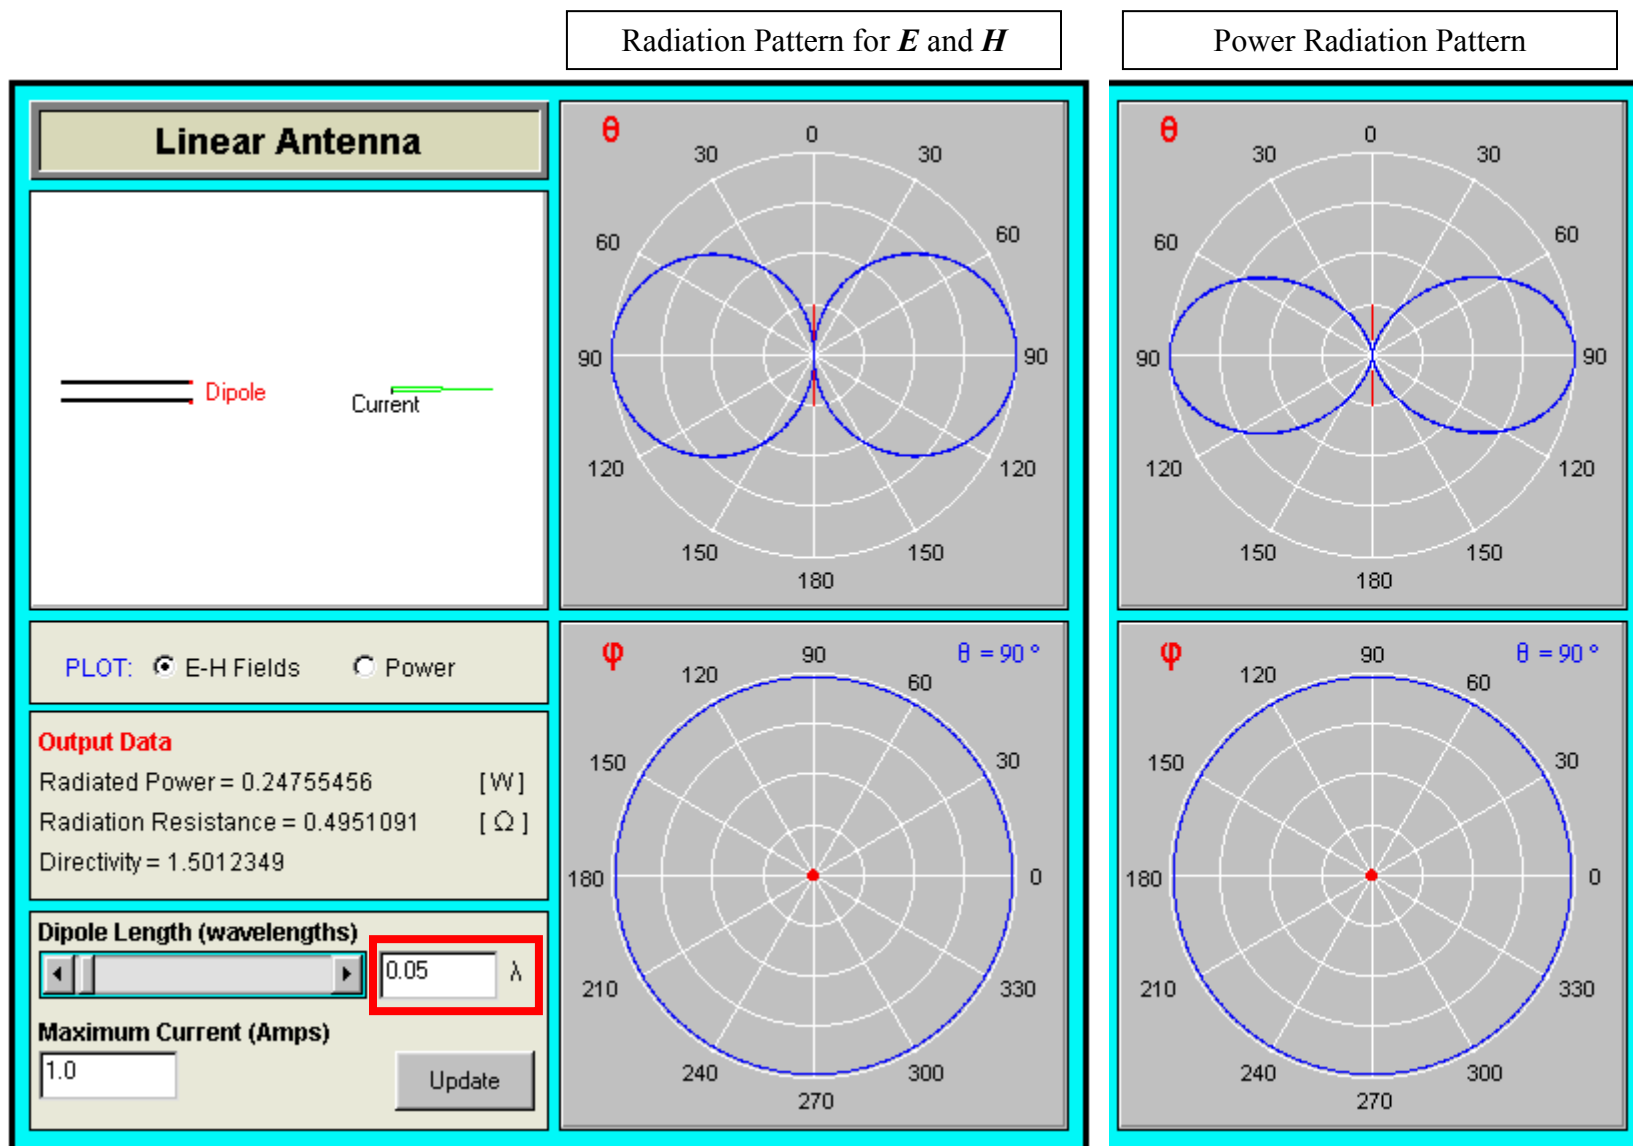 Radiation Pattern for E and H
Power Radiation Pattern
Linear Antenna
Dipole
Current
PLOT: E-H Fields Power
Output Data
Radiated Power = 0.24755456 [ W ]
Radiation Resistance = 0.4951091 [ Ω ]
Directivity = 1.5012349
Dipole Length (wavelengths)
0.05 λ
Maximum Current (Amps)
1.0
Update
θ
0
30 30
60 60
90 90
120 120
150 150
180
φ
θ = 90 °
90
120 60
150 30
180 0
210 330
240 300
270
θ
0
30 30
60 60
90 90
120 120
150 150
180
φ
θ = 90 °
90
120 60
150 30
180 0
210 330
240 300
270